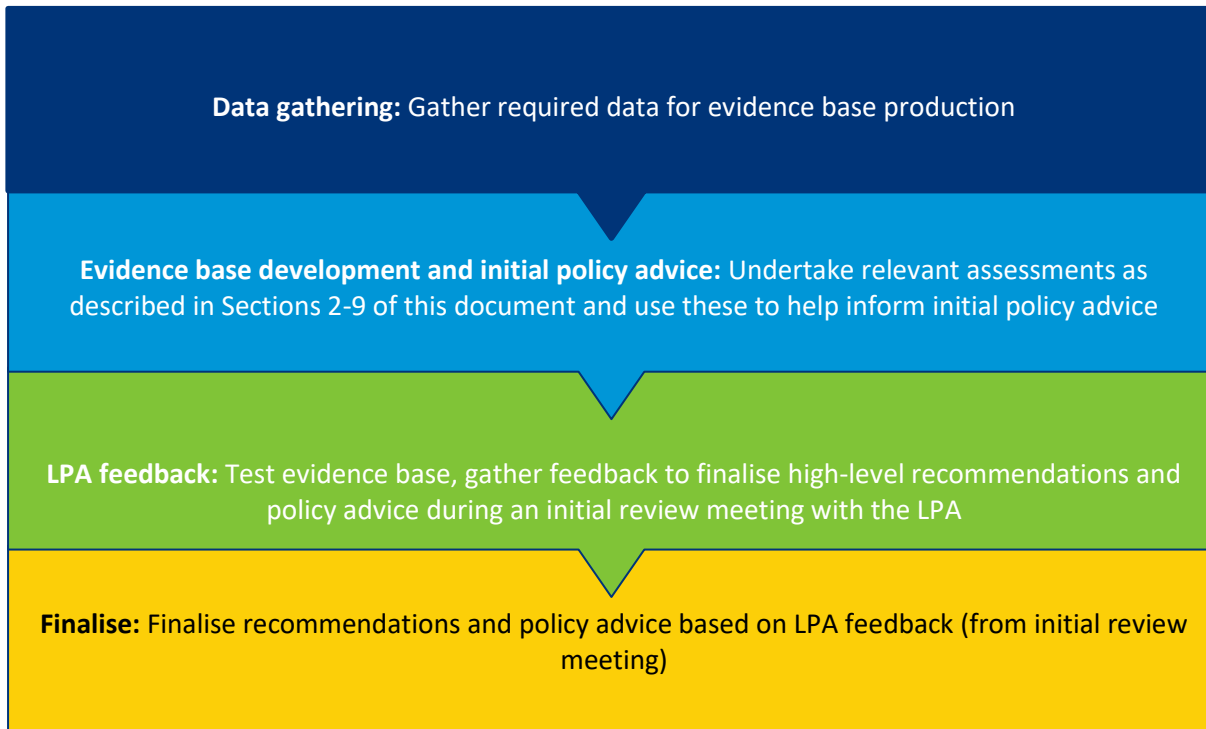 Data gathering: Gather required data for evidence base production
Evidence base development and initial policy advice: Undertake relevant assessments as
described in Sections 2-9 of this document and use these to help inform initial policy advice
LPA feedback: Test evidence base, gather feedback to finalise high-level recommendations and
policy advice during an initial review meeting with the LPA
Finalise: Finalise recommendations and policy advice based on LPA feedback (from initial review
meeting)